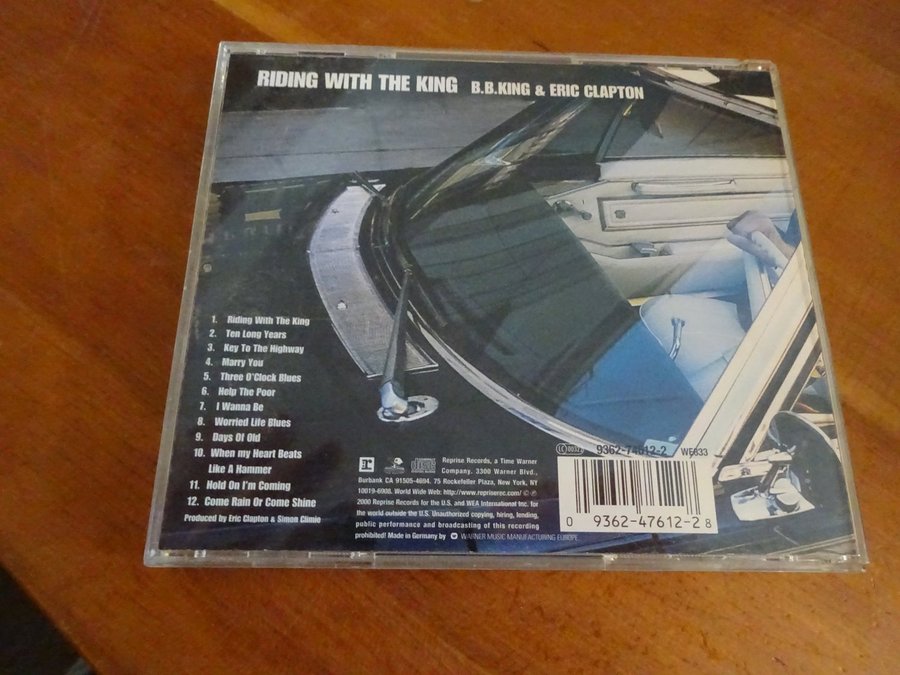 RIDING WITH THE KING B.B.KING & ERIC CLAPTON
1. Riding With The King
2. Ten Long Years
3. Key To The Highway
4. Marry You
5. Three O'Clock Blues
6. Help The Poor
7. I Wanna Be
8. Worried Life Blues
9. Days Of Old
10. When my Heart Beats
Like A Hammer
11. Hold On I'm Coming
12. Come Rain Or Come Shine
Produced by Eric Clapton & Simon Climie
Reprise Records, a Time Warner
Company. 3300 Warner Blvd.,
Burbank CA 91505-4694. 75 Rockefeller Plaza, New York, NY
10019-6908. World Wide Web: http://www.repriserec.com/ © ℗
2000 Reprise Records for the U.S. and WEA International Inc. for
the world outside the U.S. Unauthorized copying, hiring, lending,
public performance and broadcasting of this recording
prohibited! Made in Germany by WARNER MUSIC MANUFACTURING EUROPE.
9362-47612-2 WE833
0 9362-47612-2 8